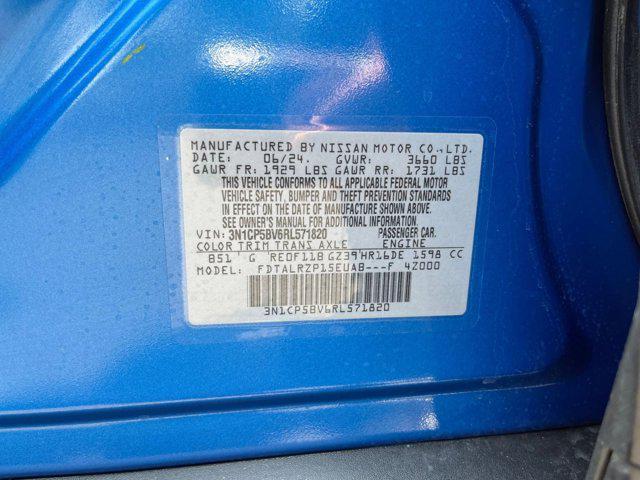 MANUFACTURED BY NISSAN MOTOR CO.,LTD.
DATE: 06/24. GVWR: 3660 LBS
GAWR FR: 1929 LBS GAWR RR: 1731 LBS
THIS VEHICLE CONFORMS TO ALL APPLICABLE FEDERAL MOTOR
VEHICLE SAFETY, BUMPER AND THEFT PREVENTION STANDARDS
IN EFFECT ON THE DATE OF MANUFACTURE SHOWN ABOVE.
SEE OWNER'S MANUAL FOR ADDITIONAL INFORMATION.
VIN: 3N1CP5BV6RL571820 PASSENGER CAR.
COLOR TRIM TRANS AXLE ENGINE
B51 G RE0F11B GZ39 HR16DE 1598 CC
MODEL: FDTALRZP15EUAB---F 4Z000
3N1CP5BV6RL571820